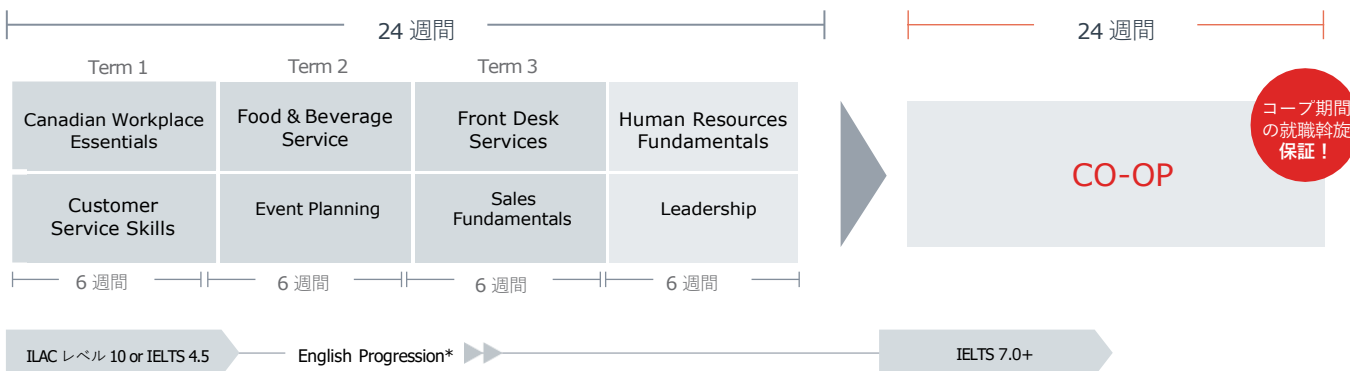 24 週間
24 週間
Term 1
Term 2
Term 3
Canadian Workplace
Essentials
Food & Beverage
Service
Front Desk
Services
Human Resources
Fundamentals
コープ期間
の就職斡旋
保証！
CO-OP
Customer
Service Skills
Event Planning
Sales
Fundamentals
Leadership
6 週間
6 週間
6 週間
6 週間
ILAC レベル 10 or IELTS 4.5
English Progression*
IELTS 7.0+